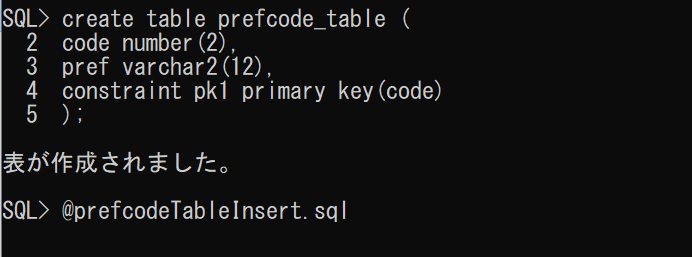 SQL> create table prefcode_table (
  2  code number(2),
  3  pref varchar2(12),
  4  constraint pk1 primary key(code)
  5  );
表が作成されました。
SQL> @prefcodeTableInsert.sql